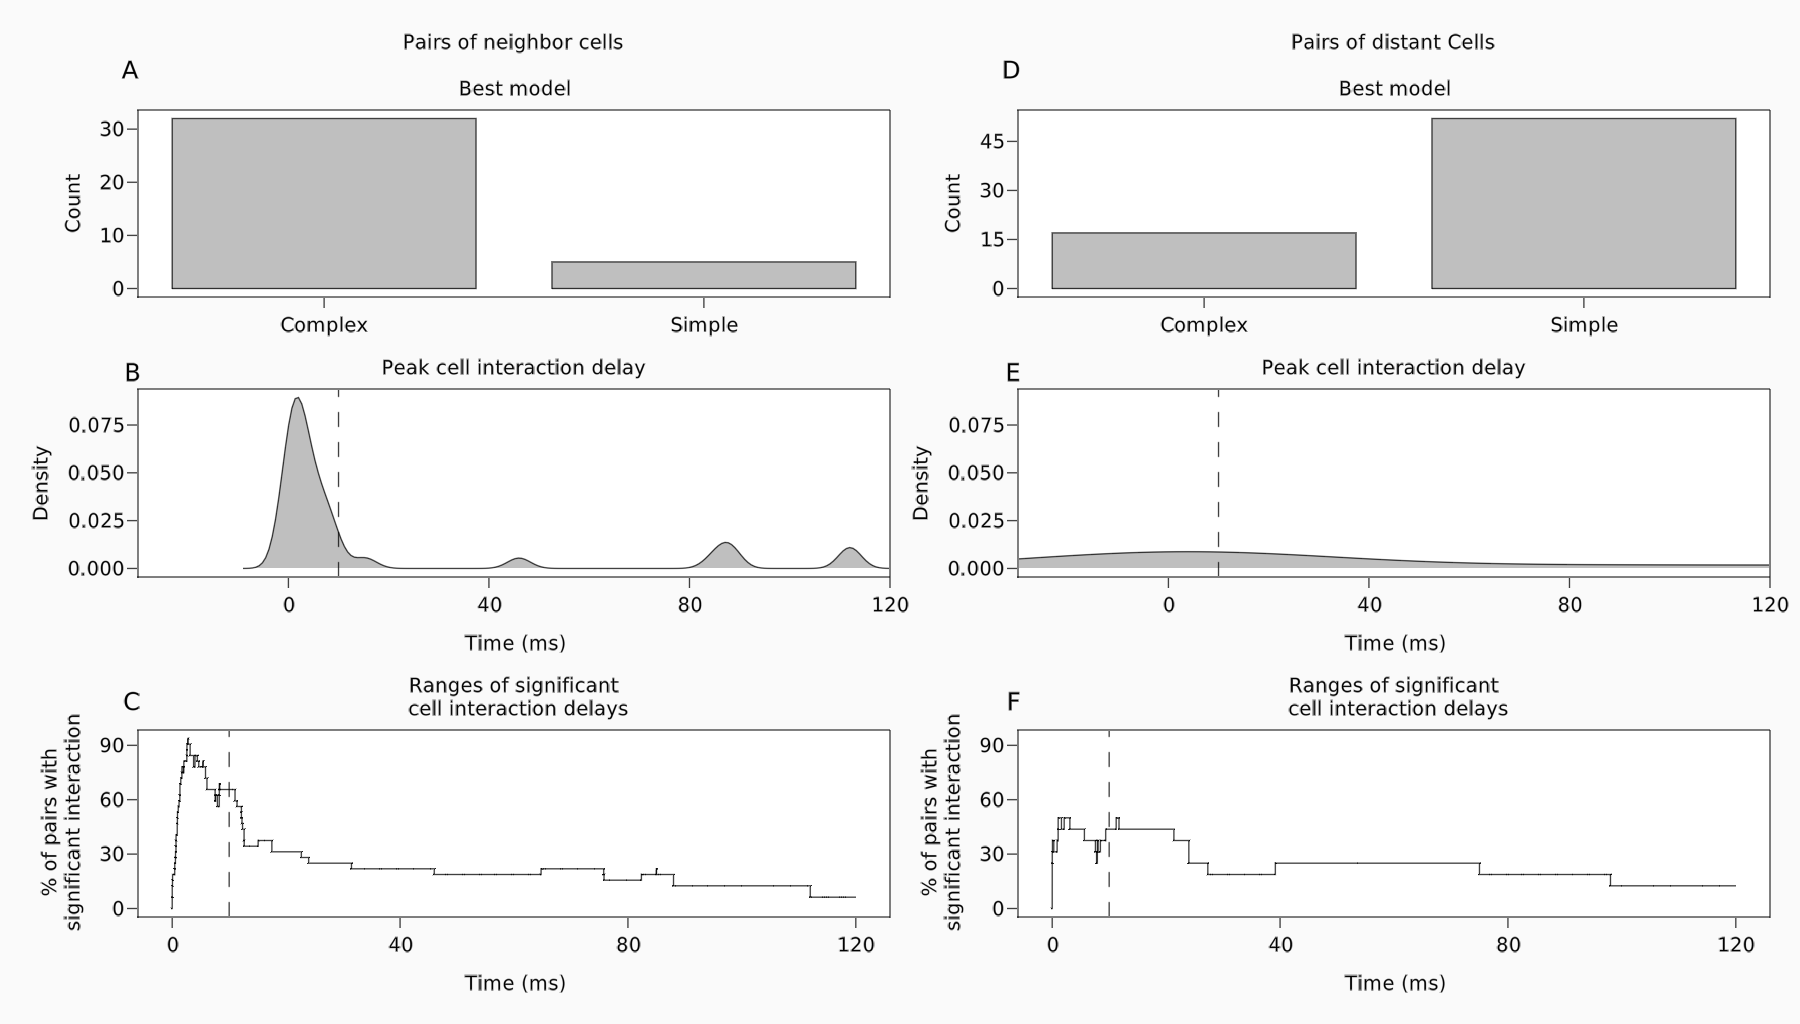 Pairs of neighbor cells
A
Best model
Count
30
20
10
0
Complex
Simple
B
Peak cell interaction delay
Density
0.075
0.050
0.025
0.000
0
40
80
120
Time (ms)
C
Ranges of significant
cell interaction delays
% of pairs with
significant interaction
90
60
30
0
0
40
80
120
Time (ms)
Pairs of distant Cells
D
Best model
Count
45
30
15
0
Complex
Simple
E
Peak cell interaction delay
Density
0.075
0.050
0.025
0.000
0
40
80
120
Time (ms)
F
Ranges of significant
cell interaction delays
% of pairs with
significant interaction
90
60
30
0
0
40
80
120
Time (ms)